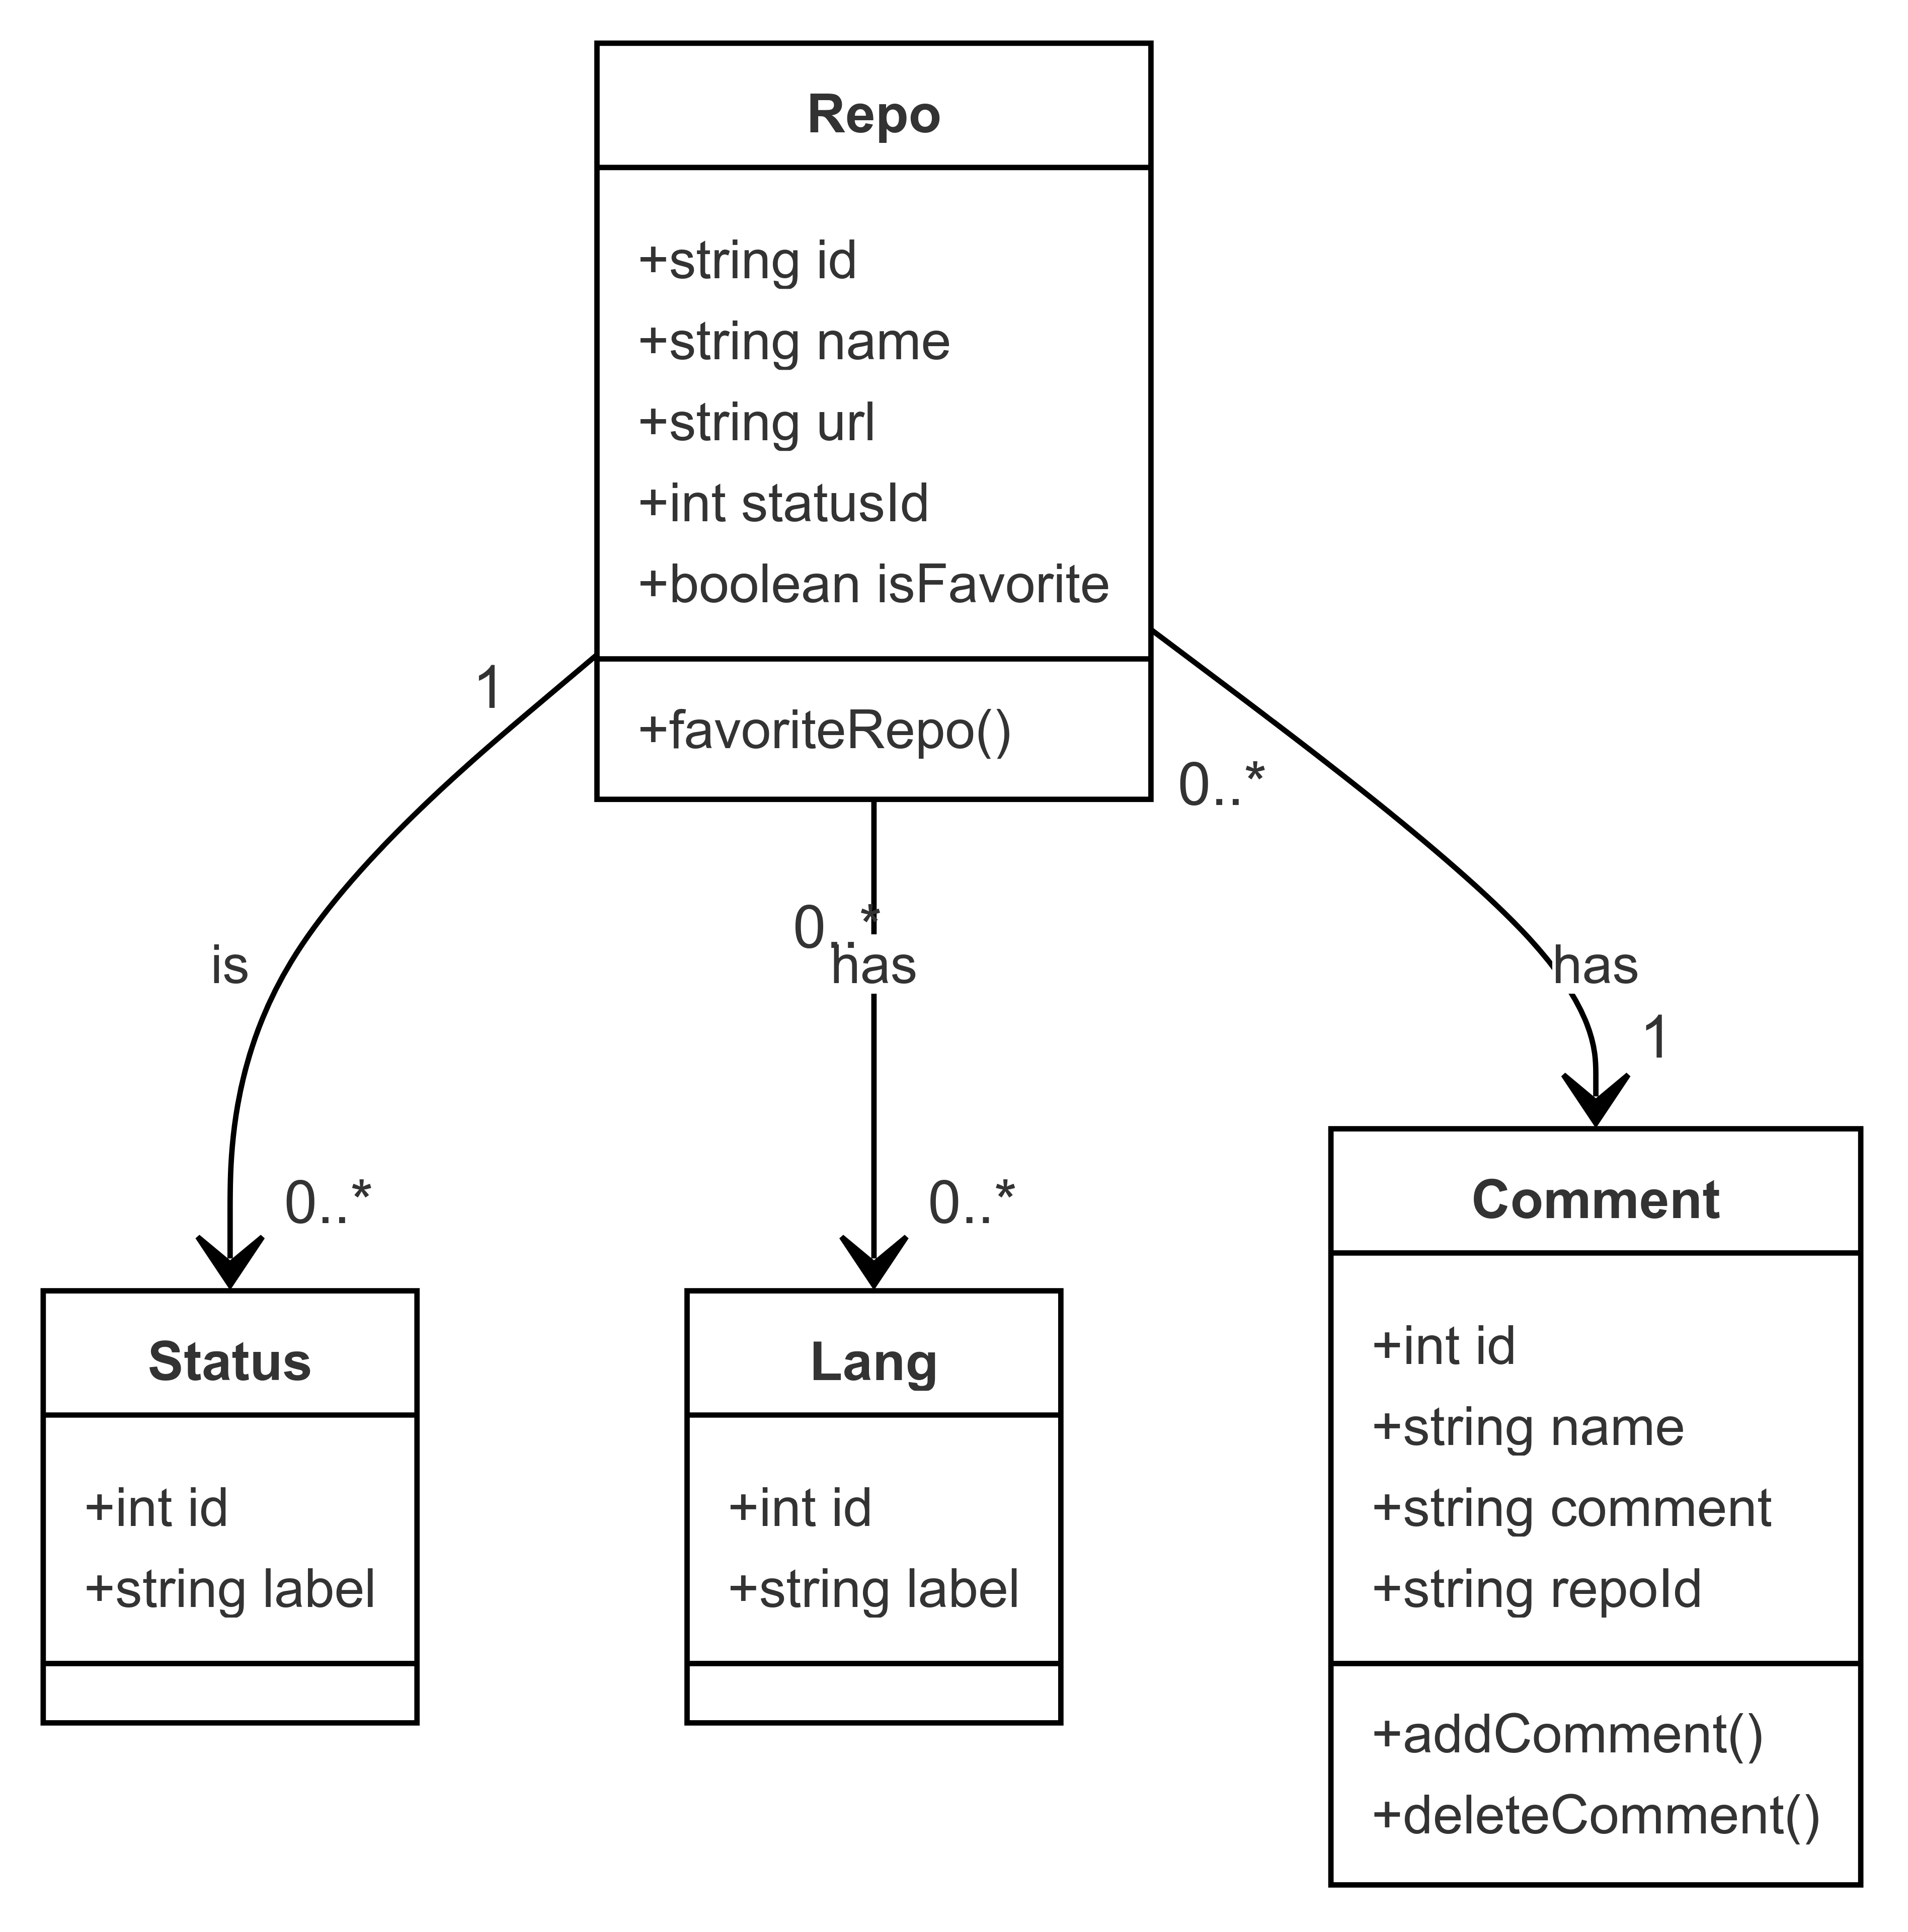 Repo
+string id
+string name
+string url
+int statusId
+boolean isFavorite
+favoriteRepo()
1
0..*
0..*
is
has
has
1
0..*
0..*
Status
+int id
+string label
Lang
+int id
+string label
Comment
+int id
+string name
+string comment
+string repoId
+addComment()
+deleteComment()